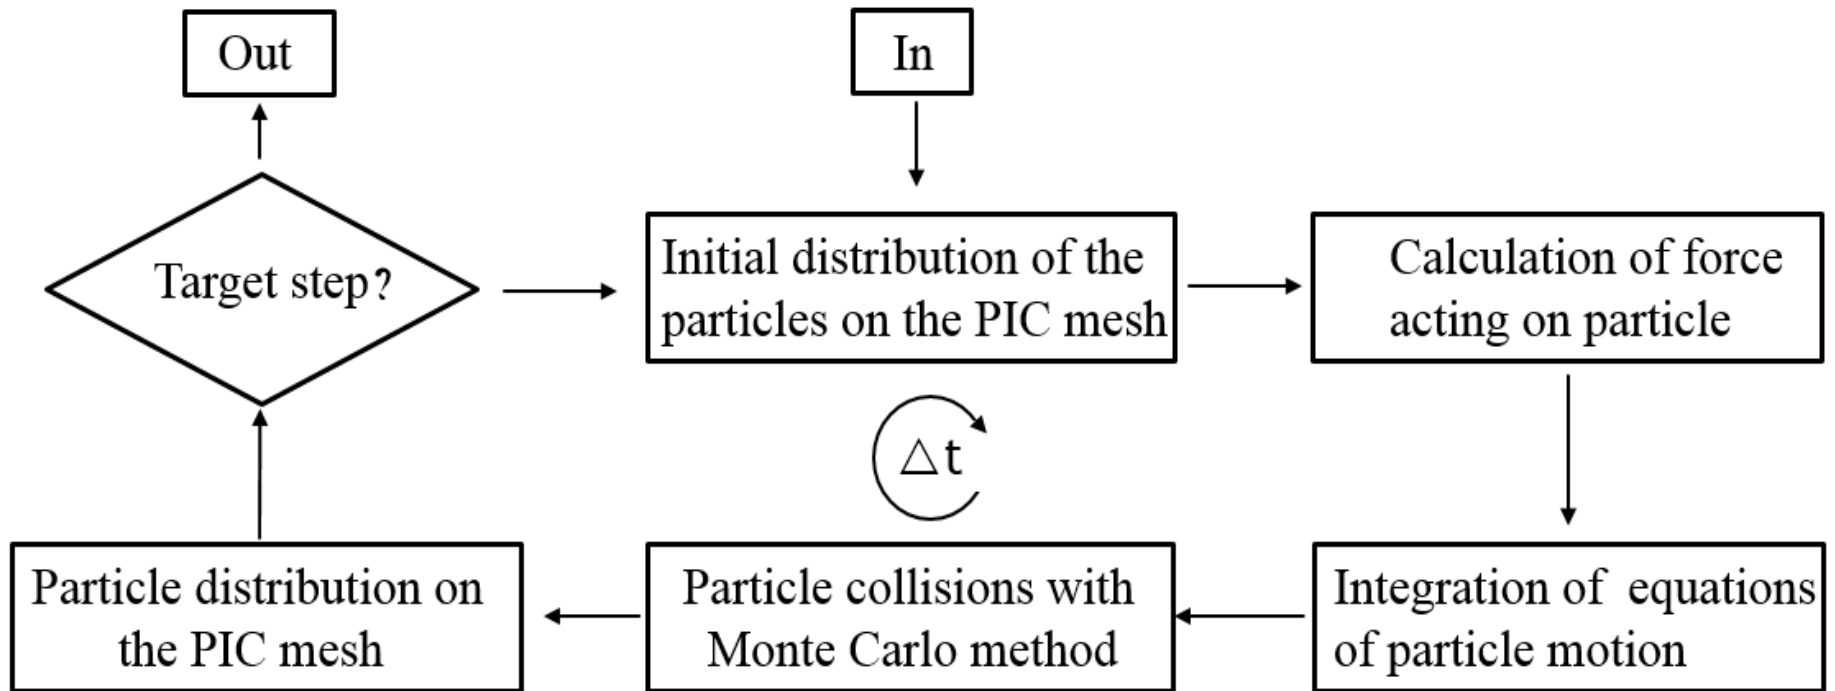 Out
In
Target step?
Initial distribution of the
particles on the PIC mesh
Calculation of force
acting on particle
△t
Particle distribution on
the PIC mesh
Particle collisions with
Monte Carlo method
Integration of equations
of particle motion